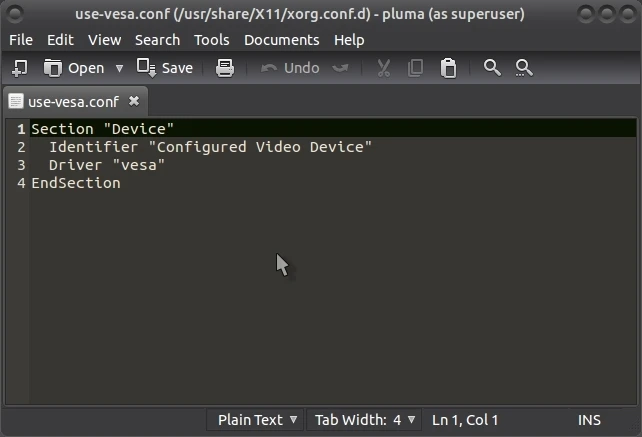 use-vesa.conf (/usr/share/X11/xorg.conf.d) - pluma (as superuser)
File Edit View Search Tools Documents Help
Open Save Undo
use-vesa.conf
1 Section "Device"
2   Identifier "Configured Video Device"
3   Driver "vesa"
4 EndSection
Plain Text Tab Width: 4 Ln 1, Col 1 INS